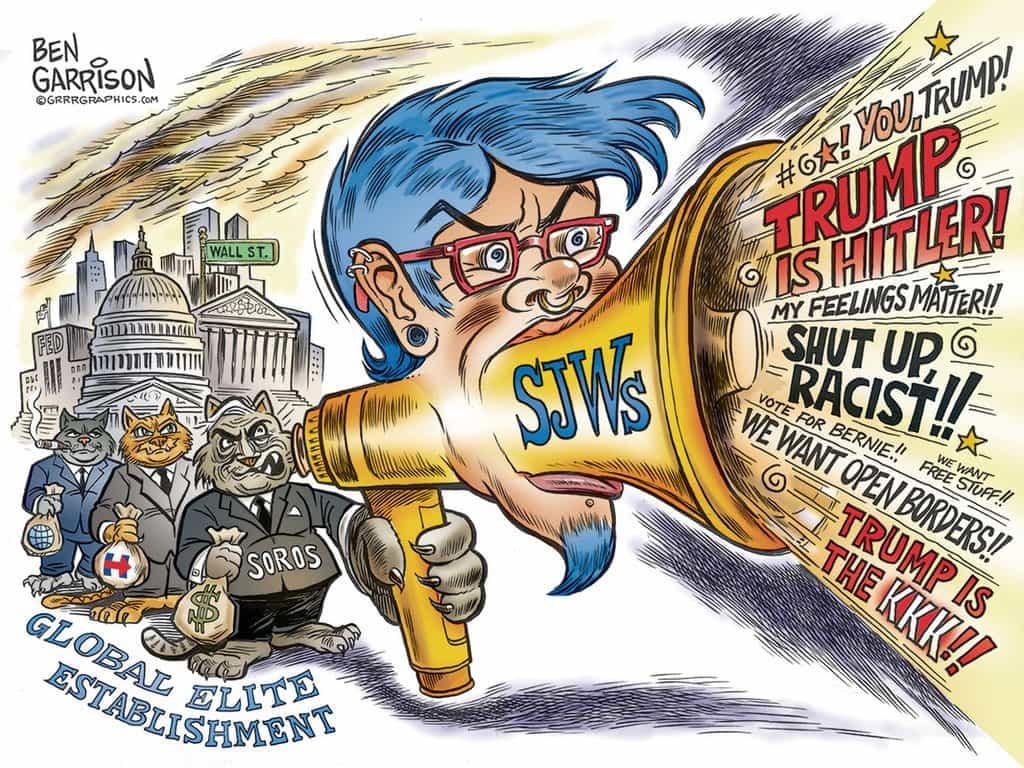 BEN
GARRISON
©GRRRGRAPHICS.COM
WALL ST.
FED
SJWs
SOROS
H
$
GLOBAL ELITE
ESTABLISHMENT
#@★! YOU, TRUMP!
TRUMP
IS HITLER!
MY FEELINGS MATTER!!
SHUT UP,
RACIST!!
VOTE FOR BERNIE!!
WE WANT
FREE STUFF!!
WE WANT OPEN BORDERS!!
TRUMP IS
THE KKK!!